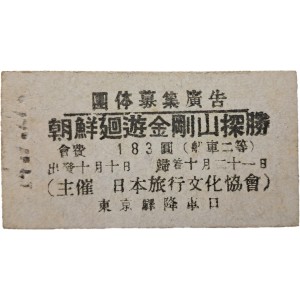 團体募集廣告
朝鮮廻遊金剛山探勝
會費 183圓(船車二等)
出發十月十日 歸着十月二十一日
(主催 日本旅行文化協會)
東京驛降車口